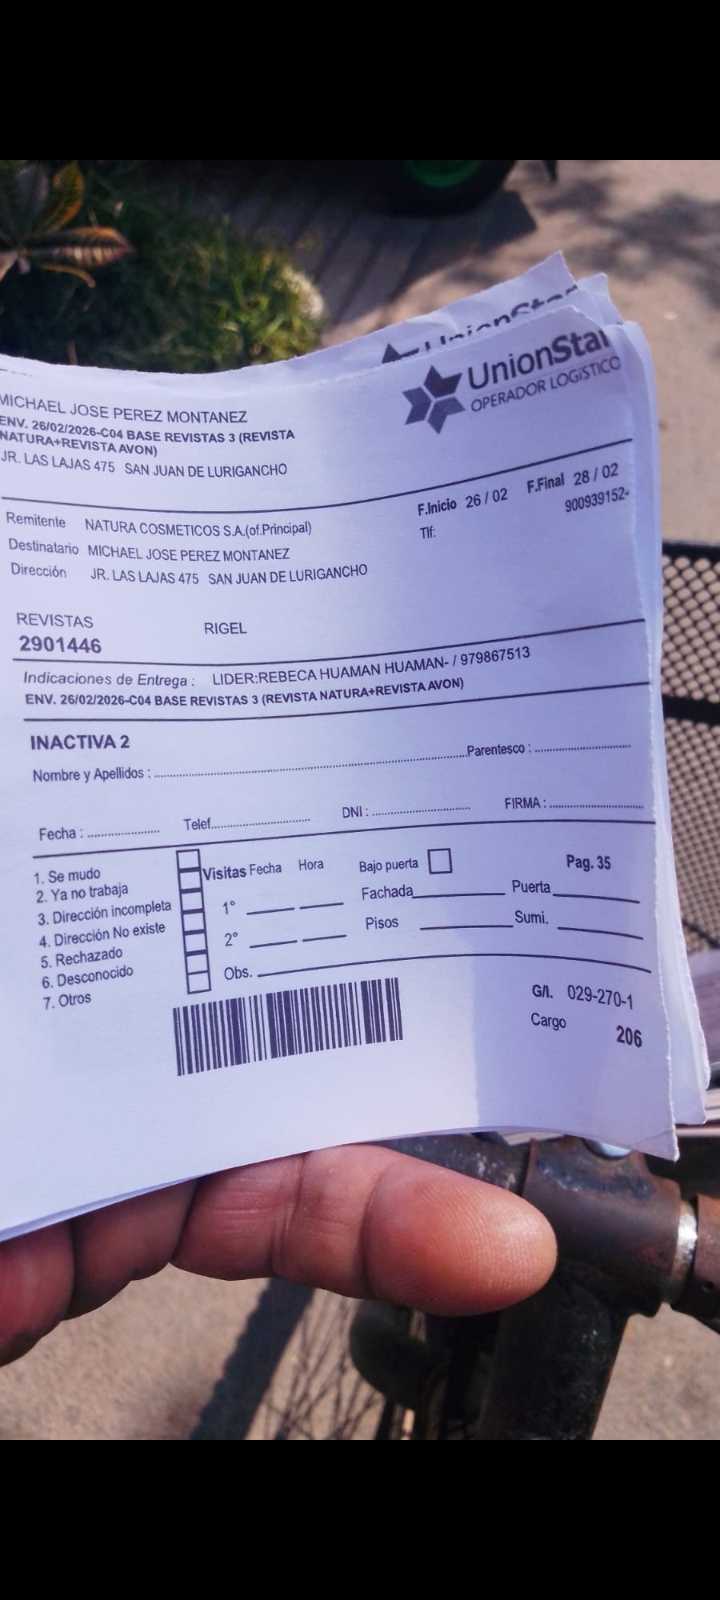 UnionStar
UnionStar
OPERADOR LOGíSTICO
MICHAEL JOSE PEREZ MONTANEZ
ENV. 26/02/2026-C04 BASE REVISTAS 3 (REVISTA
NATURA+REVISTA AVON)
JR. LAS LAJAS 475 SAN JUAN DE LURIGANCHO
F.Inicio 26 / 02 F.Final 28 / 02
Remitente NATURA COSMETICOS S.A.(of.Principal)
Tlf: 900939152-
Destinatario MICHAEL JOSE PEREZ MONTANEZ
Dirección JR. LAS LAJAS 475 SAN JUAN DE LURIGANCHO
REVISTAS RIGEL
2901446
Indicaciones de Entrega : LIDER:REBECA HUAMAN HUAMAN- / 979867513
ENV. 26/02/2026-C04 BASE REVISTAS 3 (REVISTA NATURA+REVISTA AVON)
INACTIVA 2
Nombre y Apellidos : Parentesco :
Fecha : Telef. DNI : FIRMA :
1. Se mudo
2. Ya no trabaja
3. Dirección incompleta
4. Dirección No existe
5. Rechazado
6. Desconocido
7. Otros
Visitas Fecha Hora Bajo puerta Pag. 35
1° Fachada Puerta
2° Pisos Sumi.
Obs.
G/l. 029-270-1
Cargo 206